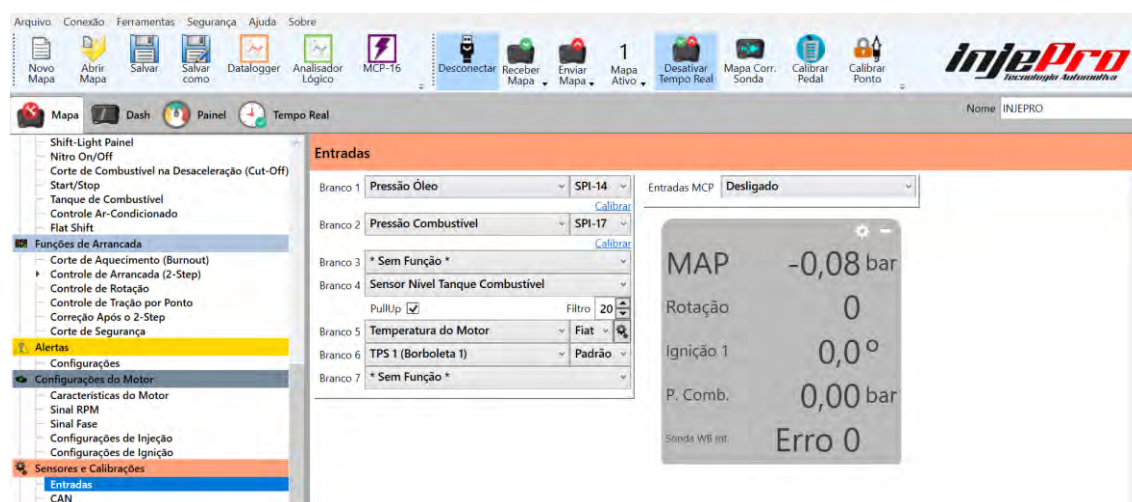 Arquivo Conexão Ferramentas Segurança Ajuda Sobre
Novo Mapa
Abrir Mapa
Salvar
Salvar como
Datalogger
Analisador Lógico
MCP-16
Desconectar
Receber Mapa
Enviar Mapa
1
Mapa Ativo
Desativar Tempo Real
Mapa Corr. Sonda
Calibrar Pedal
Calibrar Ponto
InjePro
Tecnologia Automotiva
Mapa Dash Painel Tempo Real
Nome INJEPRO
Shift-Light Painel
Nitro On/Off
Corte de Combustível na Desaceleração (Cut-Off)
Start/Stop
Tanque de Combustível
Controle Ar-Condicionado
Flat Shift
Funções de Arrancada
Corte de Aquecimento (Burnout)
Controle de Arrancada (2-Step)
Controle de Rotação
Controle de Tração por Ponto
Correção Após o 2-Step
Corte de Segurança
Alertas
Configurações
Configurações do Motor
Características do Motor
Sinal RPM
Sinal Fase
Configurações de Injeção
Configurações de Ignição
Sensores e Calibrações
Entradas
CAN
Entradas
Branco 1 Pressão Óleo SPI-14
Calibrar
Branco 2 Pressão Combustível SPI-17
Calibrar
Branco 3 * Sem Função *
Branco 4 Sensor Nível Tanque Combustível
PullUp Filtro 20
Branco 5 Temperatura do Motor Fiat
Branco 6 TPS 1 (Borboleta 1) Padrão
Branco 7 * Sem Função *
Entradas MCP Desligado
MAP -0,08 bar
Rotação 0
Ignição 1 0,0°
P. Comb. 0,00 bar
Sonda WB Int. Erro 0